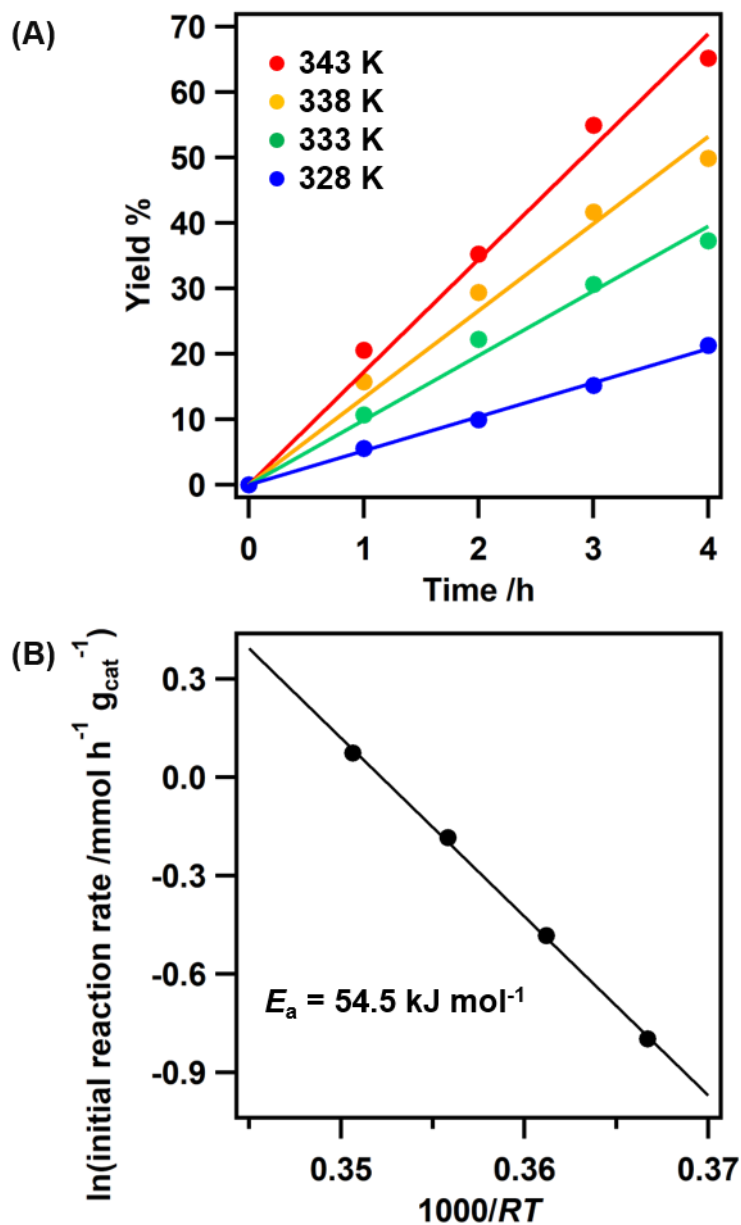 (A)
70
60
50
40
30
20
10
0
Yield %
343 K
338 K
333 K
328 K
0 1 2 3 4
Time /h
(B)
0.3
0.0
-0.3
-0.6
-0.9
ln(initial reaction rate /mmol h⁻¹ g_cat⁻¹)
Eₐ = 54.5 kJ mol⁻¹
0.35 0.36 0.37
1000/RT